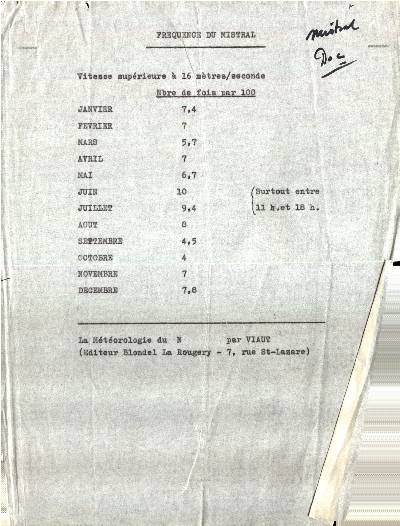 FREQUENCE DU MISTRAL
mistral
Doc
Vitesse supérieure à 16 mètres/seconde
Nbre de fois par 100
JANVIER 7,4
FEVRIER 7
MARS 5,7
AVRIL 7
MAI 6,7
JUIN 10 (Surtout entre
JUILLET 9,4 (11 h.et 18 h.
AOUT 8
SEPTEMBRE 4,5
OCTOBRE 4
NOVEMBRE 7
DECEMBRE 7,8
La Météorologie du N par VIAUT
(Editeur Blondel La Rougery - 7, rue St-Lazare)